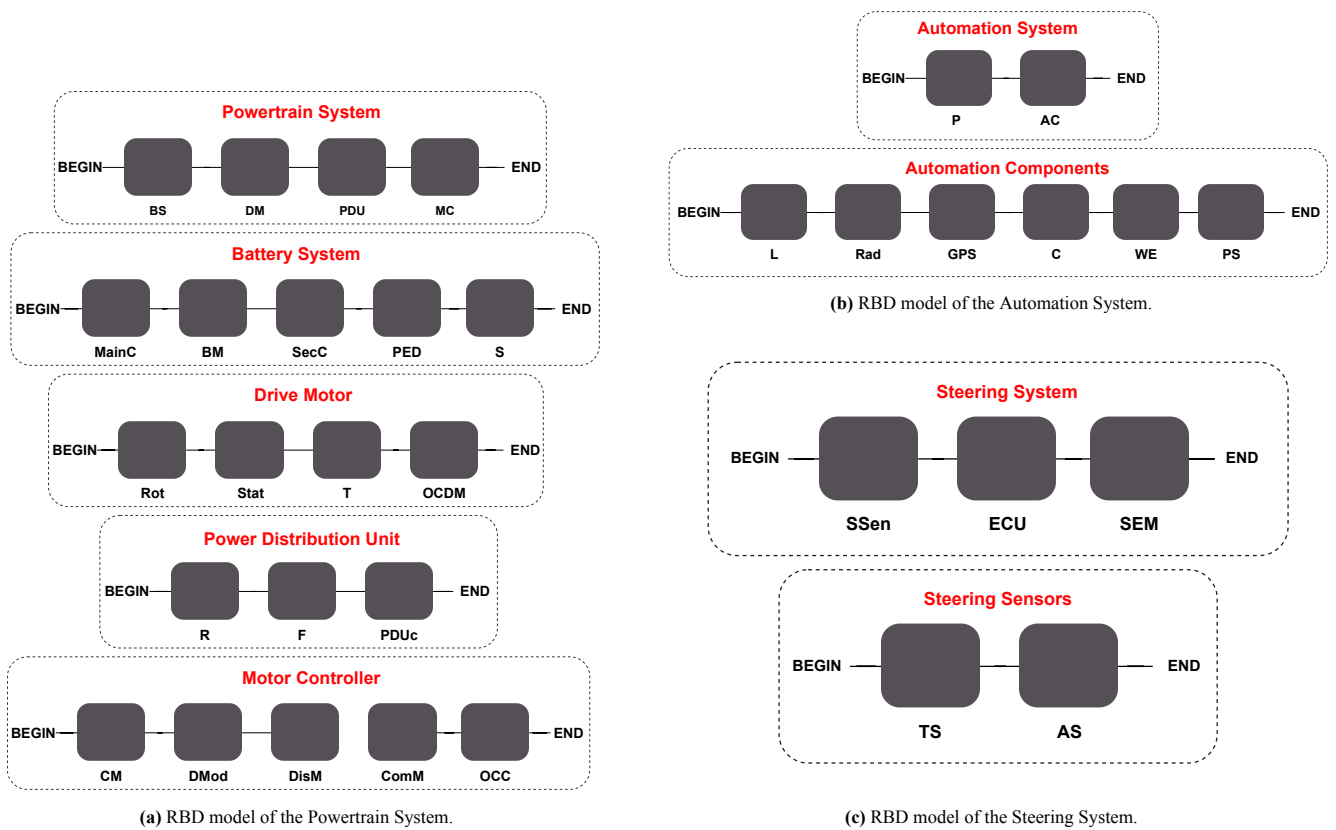 Powertrain System
BEGIN END
BS DM PDU MC
Battery System
BEGIN END
MainC BM SecC PED S
Drive Motor
BEGIN END
Rot Stat T OCDM
Power Distribution Unit
BEGIN END
R F PDUc
Motor Controller
BEGIN END
CM DMod DisM ComM OCC
(a) RBD model of the Powertrain System.
Automation System
BEGIN END
P AC
Automation Components
BEGIN END
L Rad GPS C WE PS
(b) RBD model of the Automation System.
Steering System
BEGIN END
SSen ECU SEM
Steering Sensors
BEGIN END
TS AS
(c) RBD model of the Steering System.